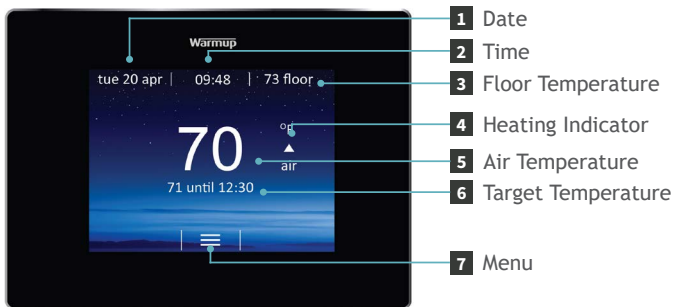 Warmup
tue 20 apr | 09:48 | 73 floor
70
°F
air
71 until 12:30
1 Date
2 Time
3 Floor Temperature
4 Heating Indicator
5 Air Temperature
6 Target Temperature
7 Menu